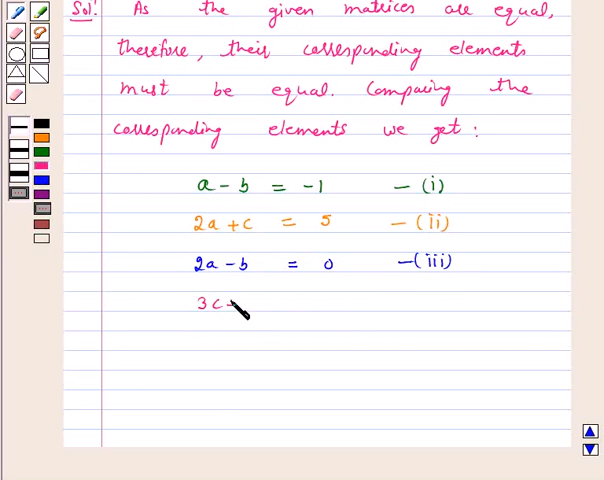 Sol! As the given matrices are equal,
therefore, their corresponding elements
must be equal. Comparing the
corresponding elements we get :
a - b = -1 - (i)
2a + c = 5 - (ii)
2a - b = 0 - (iii)
3c -